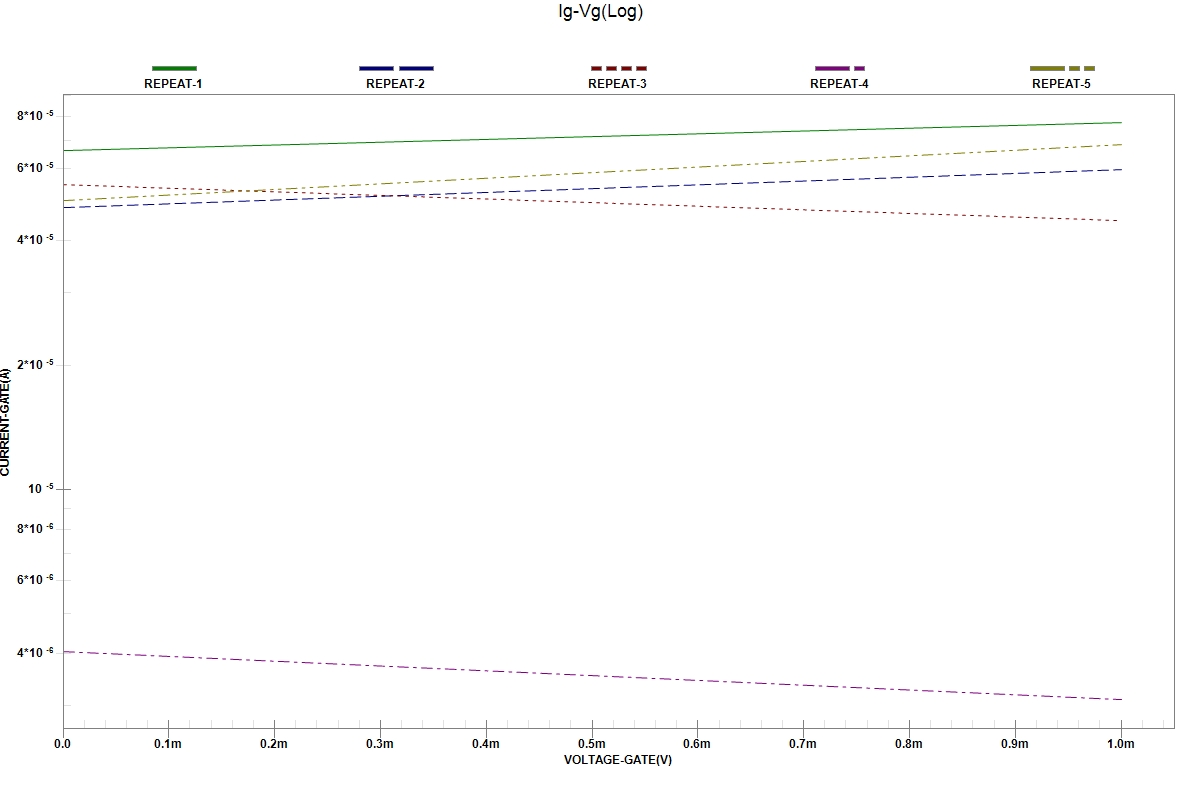 Ig-Vg(Log)
REPEAT-1 REPEAT-2 REPEAT-3 REPEAT-4 REPEAT-5
8*10 -5
6*10 -5
4*10 -5
2*10 -5
CURRENT-GATE(A)
10 -5
8*10 -6
6*10 -6
4*10 -6
0.0 0.1m 0.2m 0.3m 0.4m 0.5m 0.6m 0.7m 0.8m 0.9m 1.0m
VOLTAGE-GATE(V)